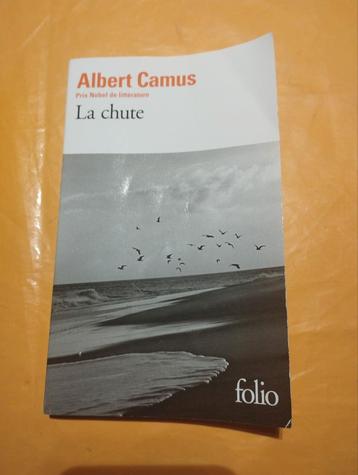 Albert Camus
Prix Nobel de littérature
La chute
folio